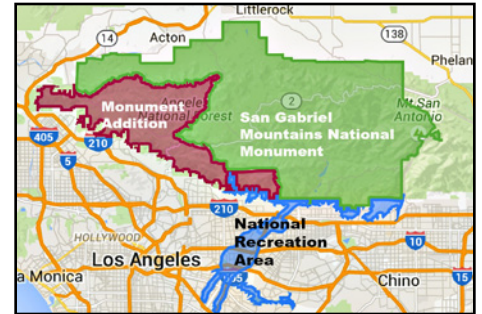 Littlerock
14
Acton
138
Phelan
Monument
Addition
Angeles
National Forest
2
San Gabriel
Mountains National
Monument
Mt San
Antonio
405
5
210
210
HOLLYWOOD
Los Angeles
National
Recreation
Area
10
a Monica
Chino
15